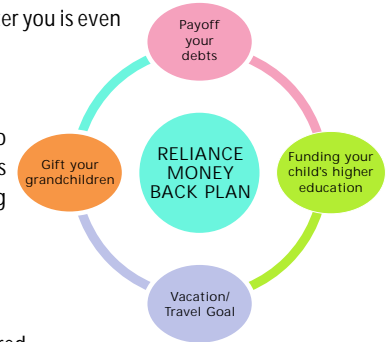 er you is even
Payoff
your
debts
Gift your
grandchildren
RELIANCE
MONEY
BACK PLAN
Funding your
child's higher
education
Vacation/
Travel Goal